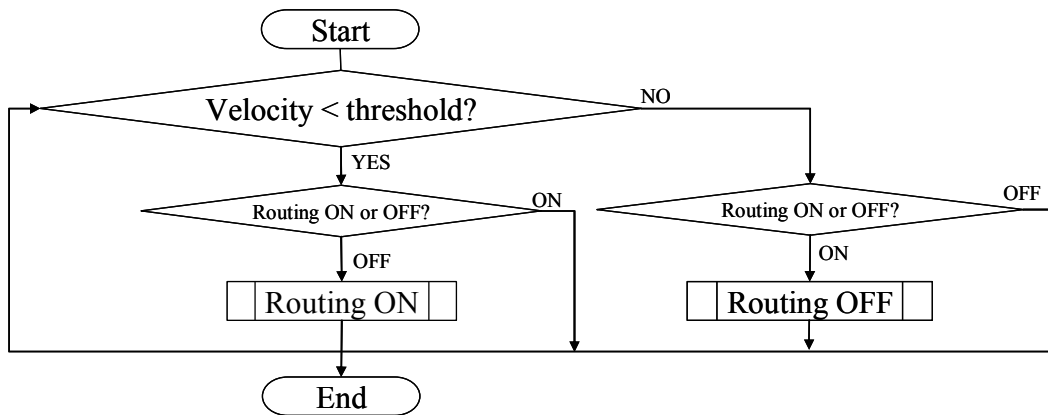 Start
Velocity < threshold?
NO
YES
Routing ON or OFF?
ON
Routing ON or OFF?
OFF
OFF
ON
Routing ON
Routing OFF
End